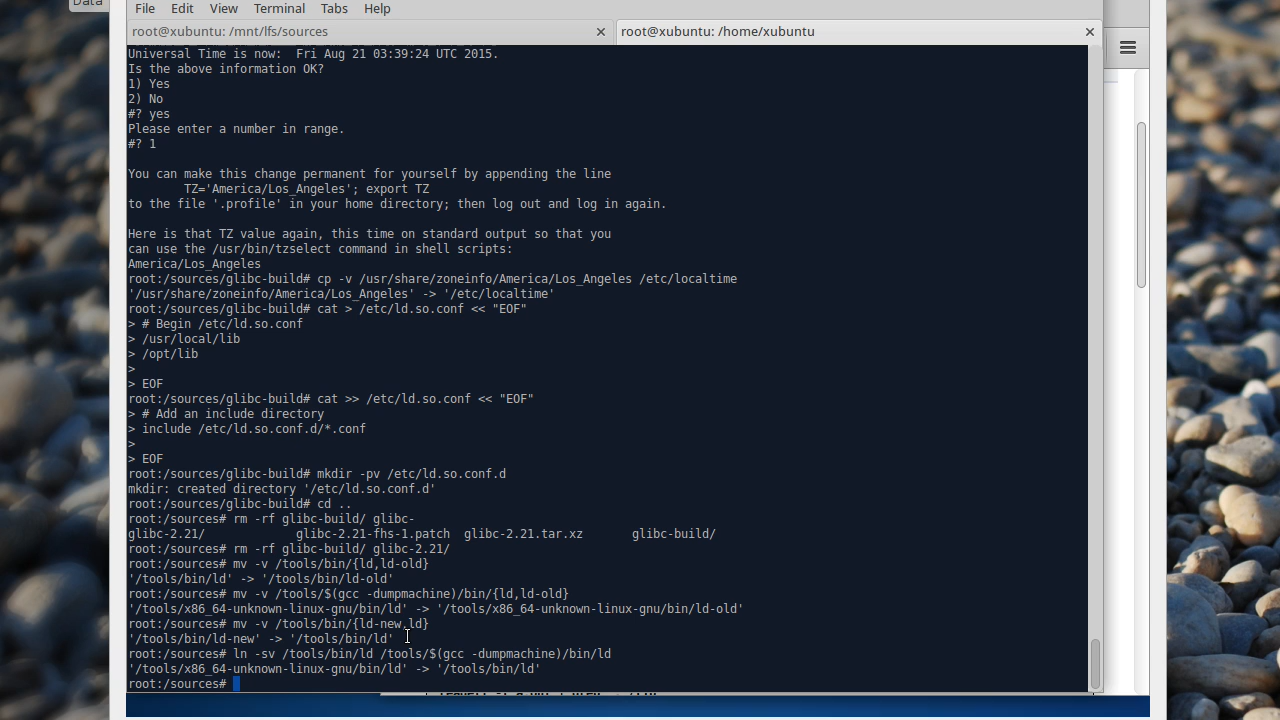 Data
File Edit View Terminal Tabs Help
root@xubuntu: /mnt/lfs/sources × root@xubuntu: /home/xubuntu ×
Universal Time is now:  Fri Aug 21 03:39:24 UTC 2015.
Is the above information OK?
1) Yes
2) No
#? yes
Please enter a number in range.
#? 1
You can make this change permanent for yourself by appending the line
        TZ='America/Los_Angeles'; export TZ
to the file '.profile' in your home directory; then log out and log in again.
Here is that TZ value again, this time on standard output so that you
can use the /usr/bin/tzselect command in shell scripts:
America/Los_Angeles
root:/sources/glibc-build# cp -v /usr/share/zoneinfo/America/Los_Angeles /etc/localtime
'/usr/share/zoneinfo/America/Los_Angeles' -> '/etc/localtime'
root:/sources/glibc-build# cat > /etc/ld.so.conf << "EOF"
> # Begin /etc/ld.so.conf
> /usr/local/lib
> /opt/lib
>
> EOF
root:/sources/glibc-build# cat >> /etc/ld.so.conf << "EOF"
> # Add an include directory
> include /etc/ld.so.conf.d/*.conf
>
> EOF
root:/sources/glibc-build# mkdir -pv /etc/ld.so.conf.d
mkdir: created directory '/etc/ld.so.conf.d'
root:/sources/glibc-build# cd ..
root:/sources# rm -rf glibc-build/ glibc-
glibc-2.21/             glibc-2.21-fhs-1.patch  glibc-2.21.tar.xz       glibc-build/
root:/sources# rm -rf glibc-build/ glibc-2.21/
root:/sources# mv -v /tools/bin/{ld,ld-old}
'/tools/bin/ld' -> '/tools/bin/ld-old'
root:/sources# mv -v /tools/$(gcc -dumpmachine)/bin/{ld,ld-old}
'/tools/x86_64-unknown-linux-gnu/bin/ld' -> '/tools/x86_64-unknown-linux-gnu/bin/ld-old'
root:/sources# mv -v /tools/bin/{ld-new,ld}
'/tools/bin/ld-new' -> '/tools/bin/ld'
root:/sources# ln -sv /tools/bin/ld /tools/$(gcc -dumpmachine)/bin/ld
'/tools/x86_64-unknown-linux-gnu/bin/ld' -> '/tools/bin/ld'
root:/sources#